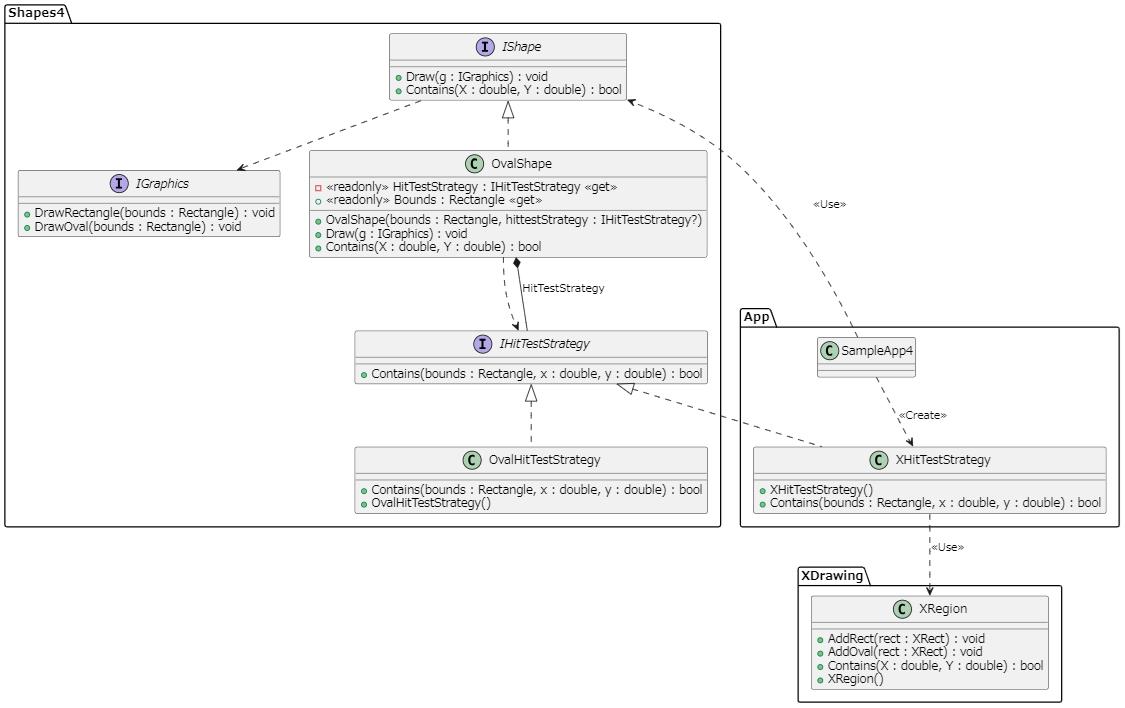 Shapes4
I IShape
Draw(g : IGraphics) : void
Contains(X : double, Y : double) : bool
I IGraphics
DrawRectangle(bounds : Rectangle) : void
DrawOval(bounds : Rectangle) : void
C OvalShape
«readonly» HitTestStrategy : IHitTestStrategy «get»
«readonly» Bounds : Rectangle «get»
OvalShape(bounds : Rectangle, hittestStrategy : IHitTestStrategy?)
Draw(g : IGraphics) : void
Contains(X : double, Y : double) : bool
«Use»
HitTestStrategy
I IHitTestStrategy
Contains(bounds : Rectangle, x : double, y : double) : bool
C OvalHitTestStrategy
Contains(bounds : Rectangle, x : double, y : double) : bool
OvalHitTestStrategy()
App
C SampleApp4
«Create»
C XHitTestStrategy
XHitTestStrategy()
Contains(bounds : Rectangle, x : double, y : double) : bool
«Use»
XDrawing
C XRegion
AddRect(rect : XRect) : void
AddOval(rect : XRect) : void
Contains(X : double, Y : double) : bool
XRegion()